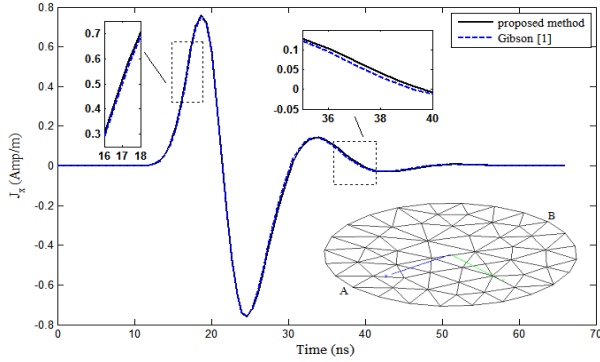 proposed method
Gibson [1]
0.8
0.6
0.4
0.2
0
-0.2
-0.4
-0.6
-0.8
J_x (Amp/m)
0.7
0.6
0.5
0.4
0.3
16 17 18
0.1
0.05
0
-0.05
36 38 40
B
A
0 10 20 30 40 50 60 70
Time (ns)